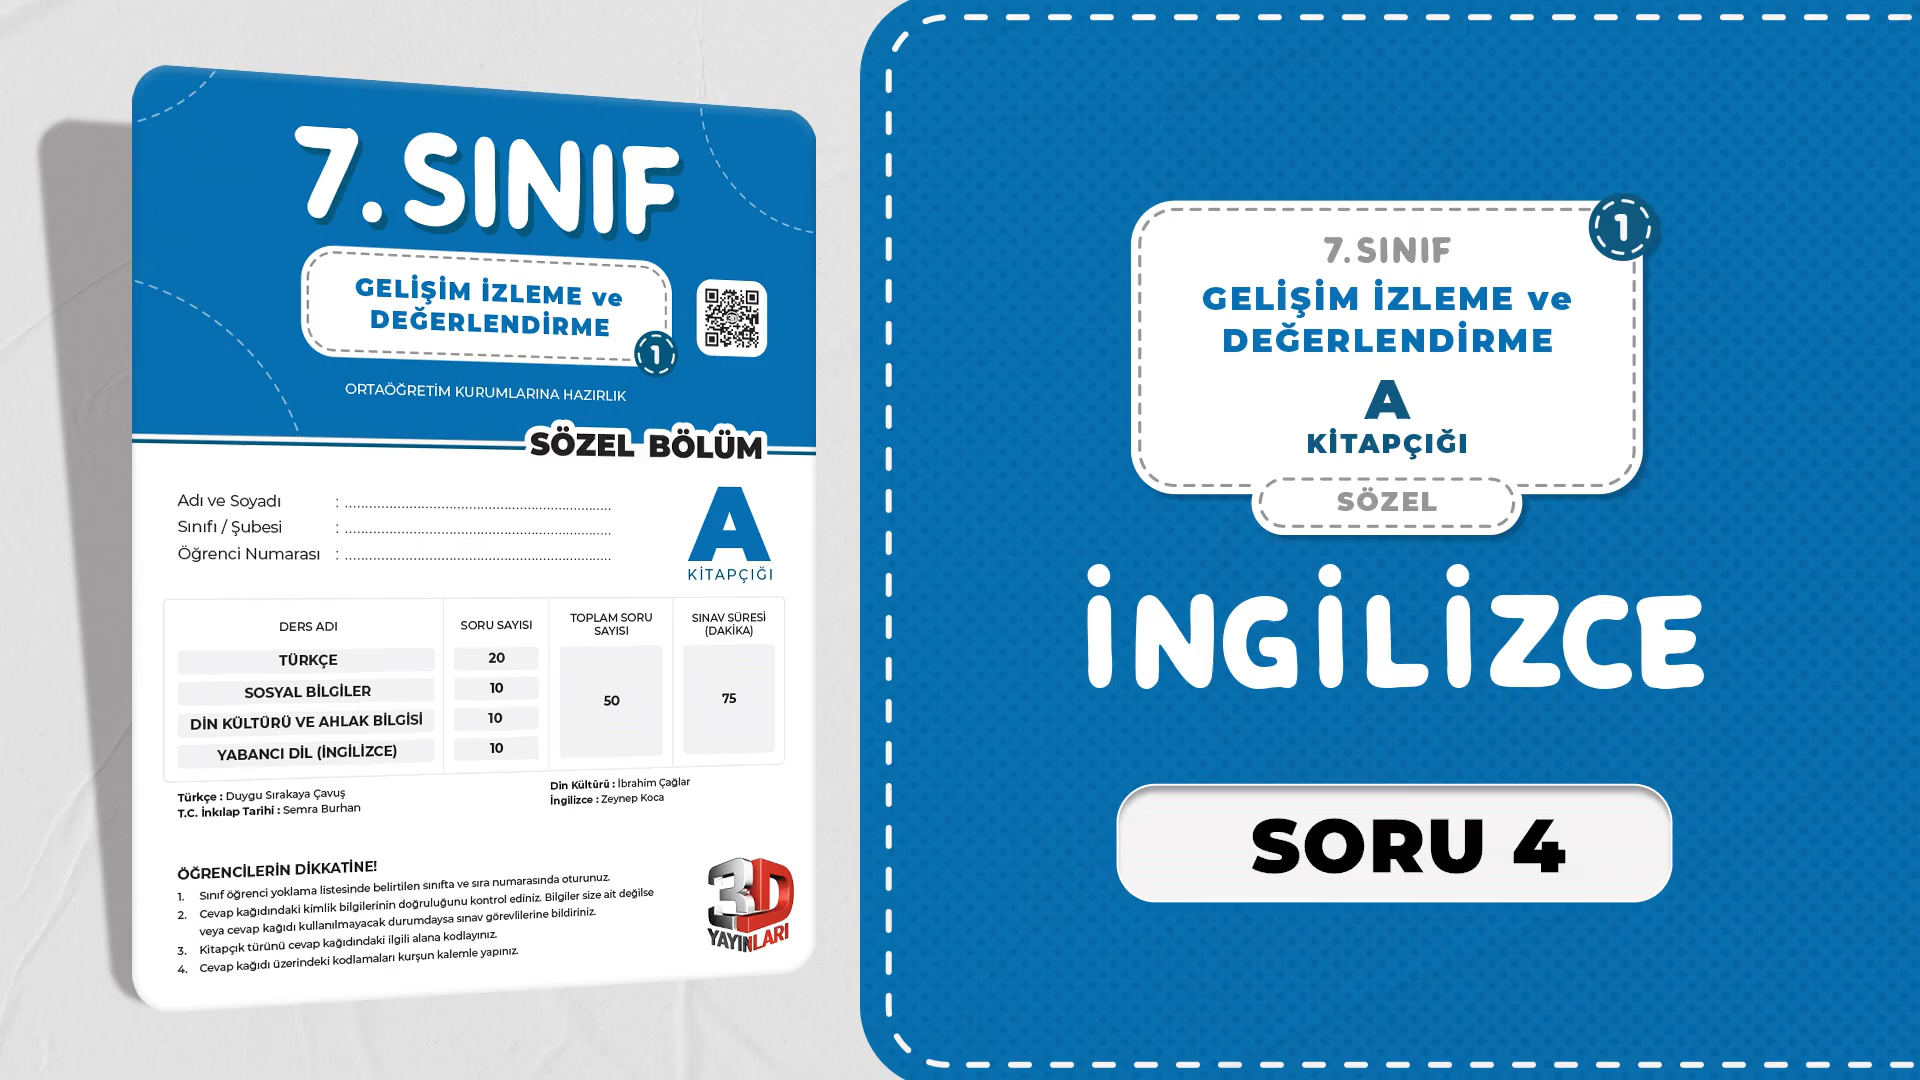 7. SINIF
GELİŞİM İZLEME ve
DEĞERLENDİRME
1
ORTAÖĞRETİM KURUMLARINA HAZIRLIK
SÖZEL BÖLÜM
Adı ve Soyadı : ........................................................
Sınıfı / Şubesi : ........................................................
Öğrenci Numarası : ........................................................
A
KİTAPÇIĞI
DERS ADI SORU SAYISI TOPLAM SORU SAYISI SINAV SÜRESİ (DAKİKA)
TÜRKÇE 20 50 75
SOSYAL BİLGİLER 10
DİN KÜLTÜRÜ VE AHLAK BİLGİSİ 10
YABANCI DİL (İNGİLİZCE) 10
Türkçe : Duygu Sırakaya Çavuş
T.C. İnkılap Tarihi : Semra Burhan
Din Kültürü : İbrahim Çağlar
İngilizce : Zeynep Koca
ÖĞRENCİLERİN DİKKATİNE!
1. Sınıf öğrenci yoklama listesinde belirtilen sınıfta ve sıra numarasında oturunuz.
2. Cevap kağıdındaki kimlik bilgilerinin doğruluğunu kontrol ediniz. Bilgiler size ait değilse
veya cevap kağıdı kullanılmayacak durumdaysa sınav görevlilerine bildiriniz.
3. Kitapçık türünü cevap kağıdındaki ilgili alana kodlayınız.
4. Cevap kağıdı üzerindeki kodlamaları kurşun kalemle yapınız.
3D
YAYINLARI
1
7. SINIF
GELİŞİM İZLEME ve
DEĞERLENDİRME
A
KİTAPÇIĞI
SÖZEL
İNGİLİZCE
SORU 4